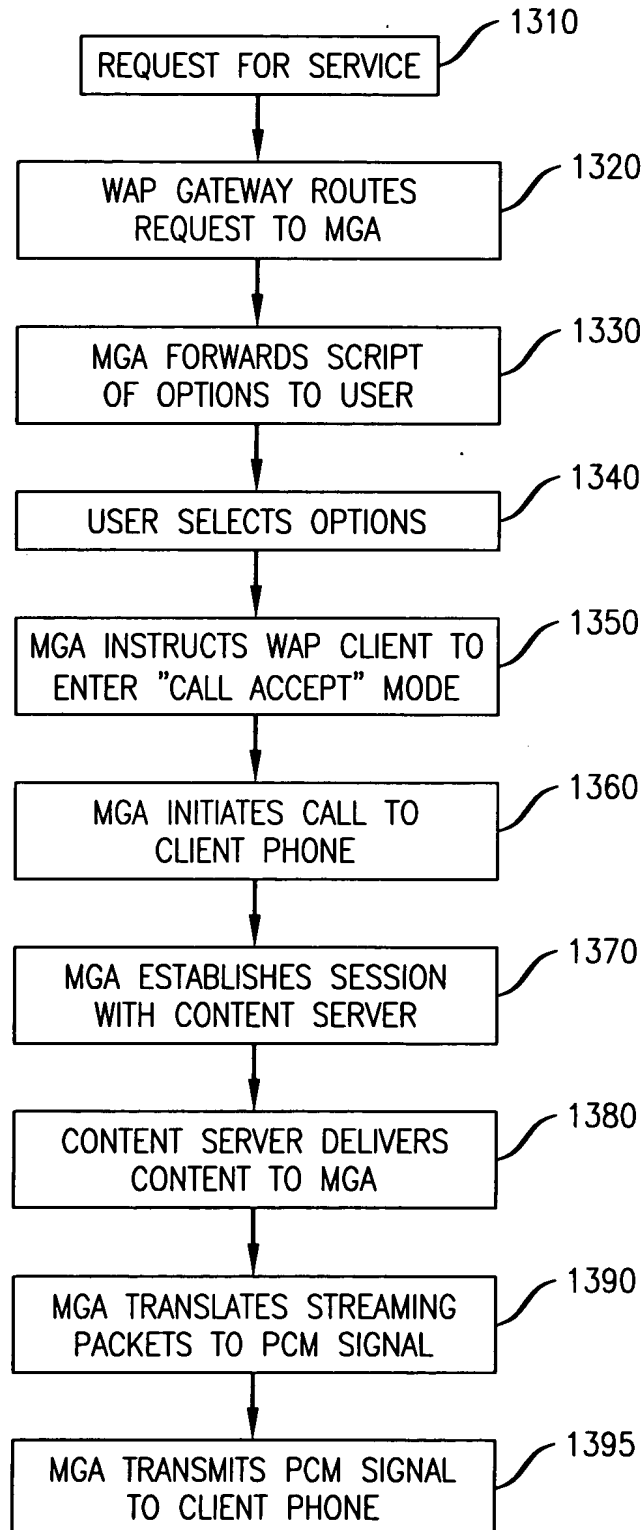 1310
REQUEST FOR SERVICE
1320
WAP GATEWAY ROUTES
REQUEST TO MGA
1330
MGA FORWARDS SCRIPT
OF OPTIONS TO USER
1340
USER SELECTS OPTIONS
1350
MGA INSTRUCTS WAP CLIENT TO
ENTER "CALL ACCEPT" MODE
1360
MGA INITIATES CALL TO
CLIENT PHONE
1370
MGA ESTABLISHES SESSION
WITH CONTENT SERVER
1380
CONTENT SERVER DELIVERS
CONTENT TO MGA
1390
MGA TRANSLATES STREAMING
PACKETS TO PCM SIGNAL
1395
MGA TRANSMITS PCM SIGNAL
TO CLIENT PHONE